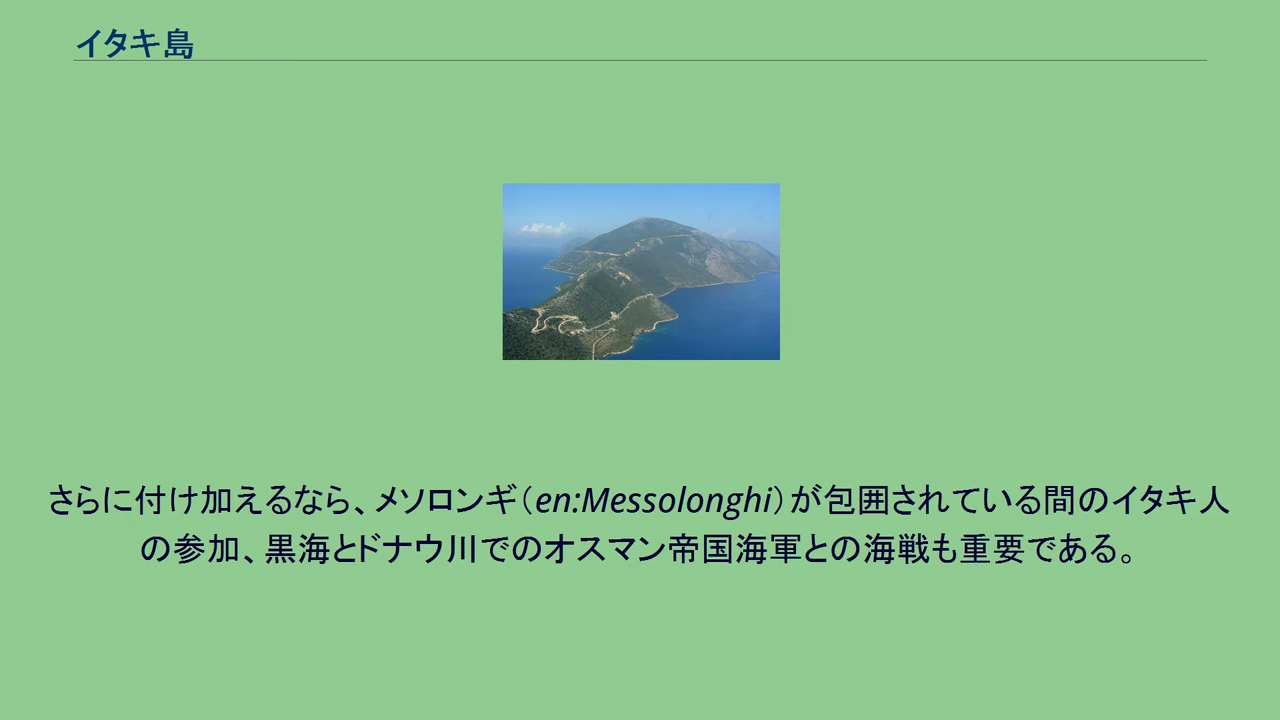 イタキ島
さらに付け加えるなら、メソロンギ（en:Messolonghi）が包囲されている間のイタキ人
の参加、黒海とドナウ川でのオスマン帝国海軍との海戦も重要である。